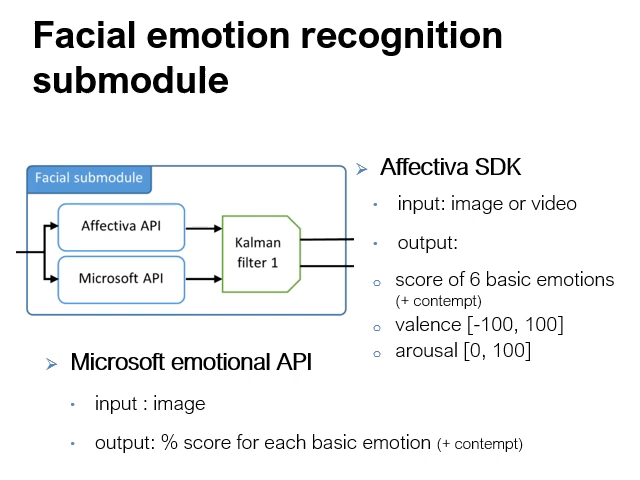 Facial emotion recognition
submodule
Facial submodule
Affectiva API
Microsoft API
Kalman
filter 1
Affectiva SDK
input: image or video
output:
score of 6 basic emotions
(+ contempt)
valence [-100, 100]
arousal [0, 100]
Microsoft emotional API
input : image
output: % score for each basic emotion (+ contempt)